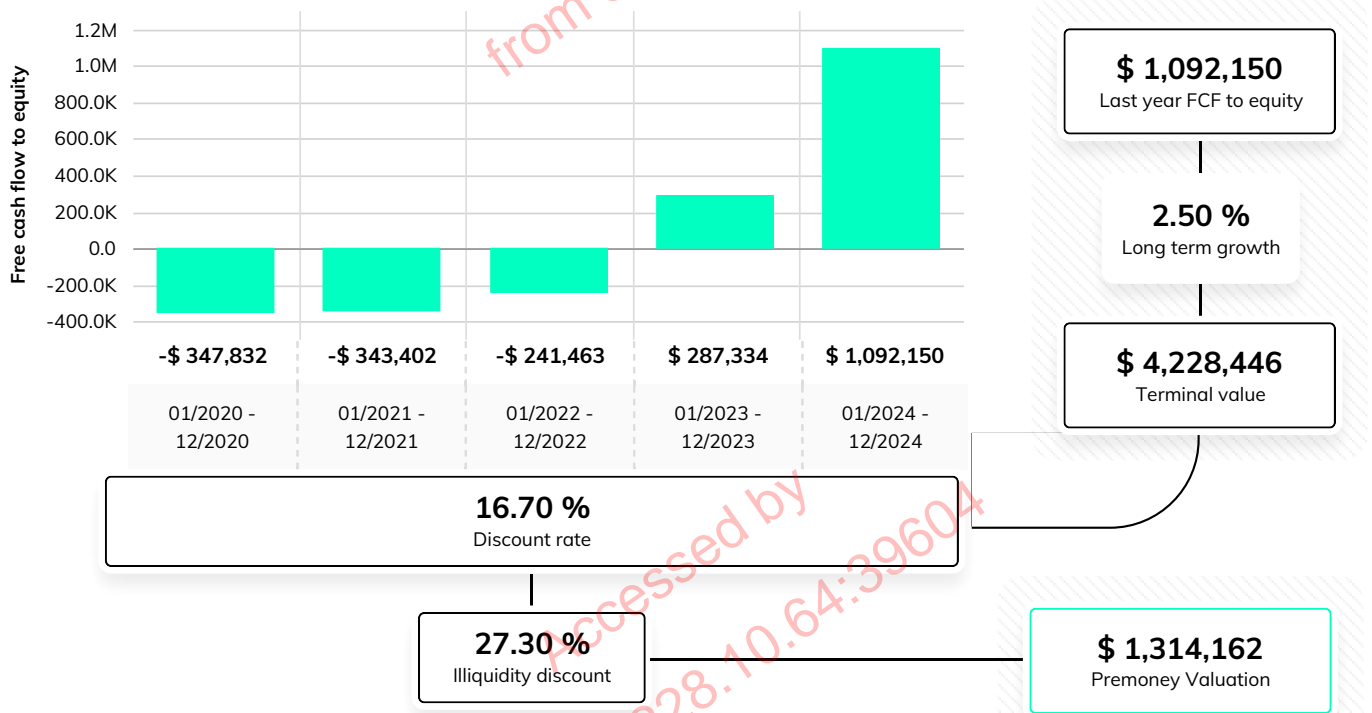 Free cash flow to equity
1.2M
1.0M
800.0K
600.0K
400.0K
200.0K
0.0
-200.0K
-400.0K
-$ 347,832
-$ 343,402
-$ 241,463
$ 287,334
$ 1,092,150
01/2020 -
12/2020
01/2021 -
12/2021
01/2022 -
12/2022
01/2023 -
12/2023
01/2024 -
12/2024
$ 1,092,150
Last year FCF to equity
2.50 %
Long term growth
$ 4,228,446
Terminal value
16.70 %
Discount rate
27.30 %
Illiquidity discount
$ 1,314,162
Premoney Valuation
from
Accessed by
228.10.64:39604